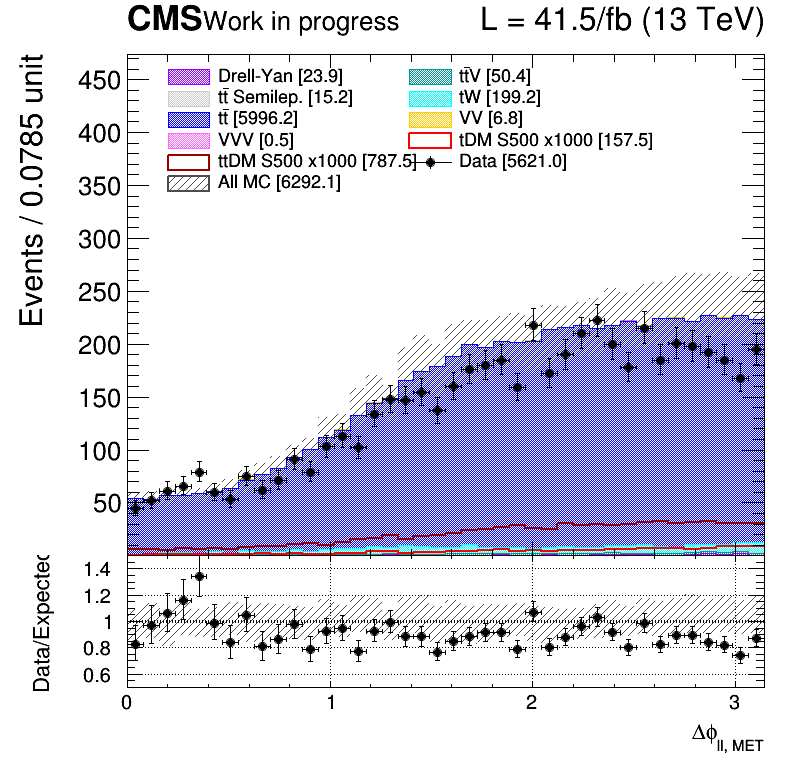 CMS Work in progress L = 41.5/fb (13 TeV)
Events / 0.0785 unit
450
400
350
300
250
200
150
100
50
Drell-Yan [23.9]
tt̄V [50.4]
tt̄ Semilep. [15.2]
tW [199.2]
tt̄ [5996.2]
VV [6.8]
VVV [0.5]
tDM S500 x1000 [157.5]
ttDM S500 x1000 [787.5]
Data [5621.0]
All MC [6292.1]
Data/Expected
1.4
1.2
1
0.8
0.6
0 1 2 3
Δϕll, MET